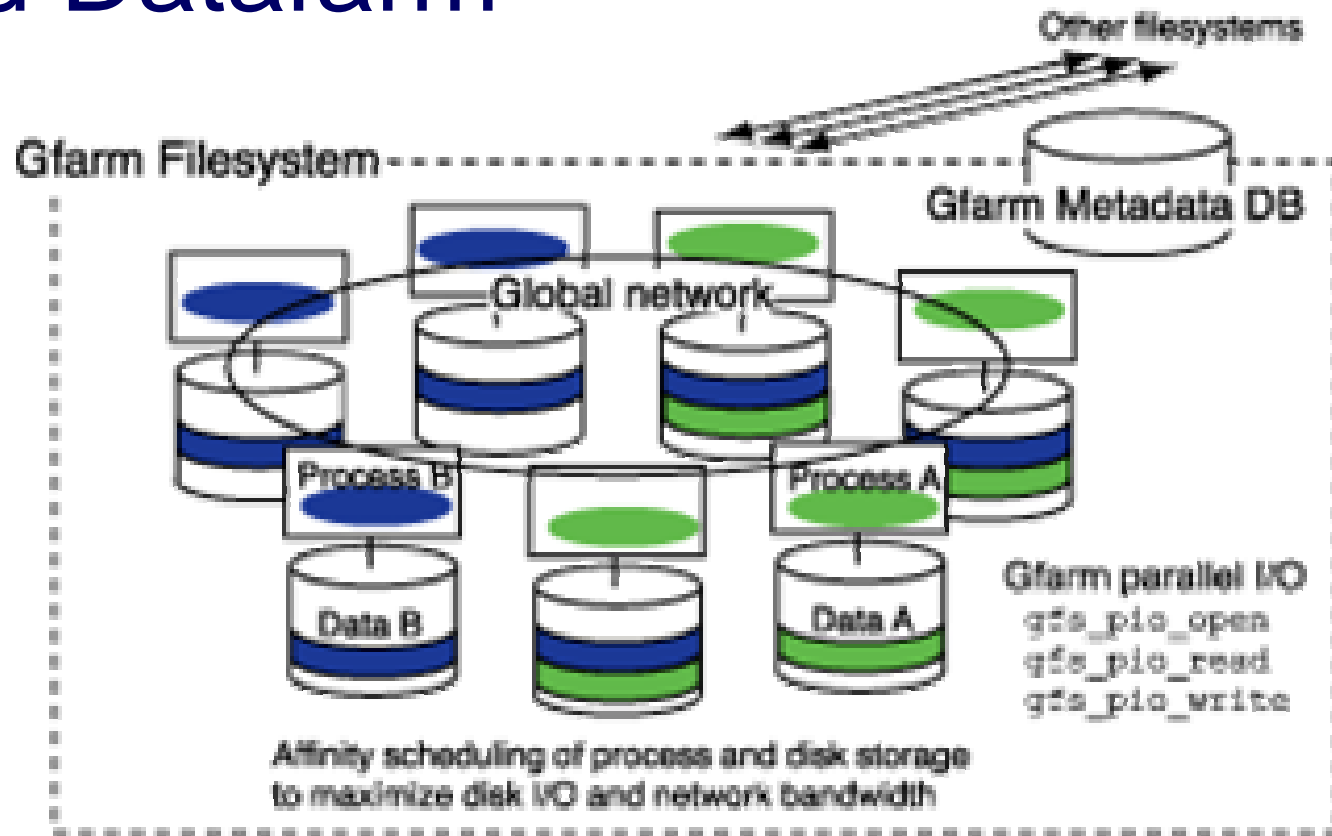 d Datafarm
Other filesystems
Gfarm Filesystem
Gfarm Metadata DB
Global network
Process B
Process A
Data B
Data A
Gfarm parallel I/O
gfs_pio_open
gfs_pio_read
gfs_pio_write
Affinity scheduling of process and disk storage
to maximize disk I/O and network bandwidth